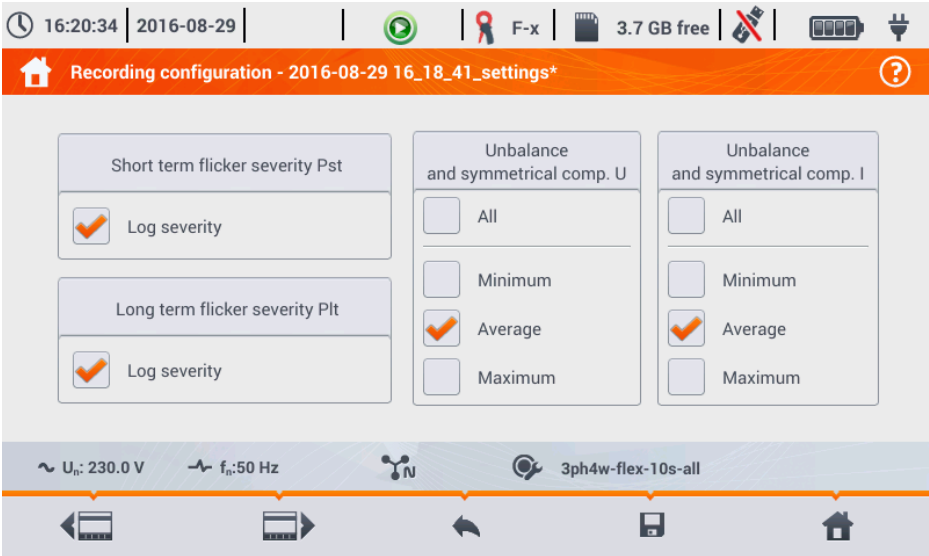 16:20:34 2016-08-29 F-x 3.7 GB free
Recording configuration - 2016-08-29 16_18_41_settings* ?
Short term flicker severity Pst
Log severity
Long term flicker severity Plt
Log severity
Unbalance
and symmetrical comp. U
All
Minimum
Average
Maximum
Unbalance
and symmetrical comp. I
All
Minimum
Average
Maximum
Un: 230.0 V fn:50 Hz N 3ph4w-flex-10s-all